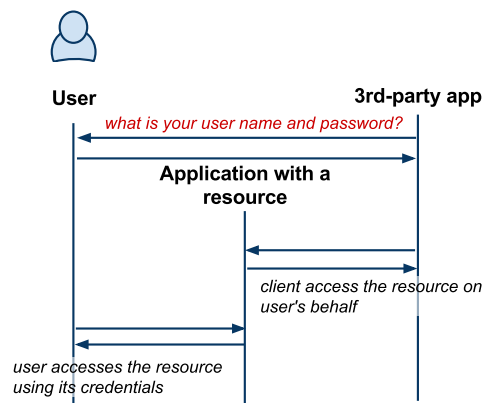 User
3rd-party app
what is your user name and password?
Application with a
resource
client access the resource on
user's behalf
user accesses the resource
using its credentials